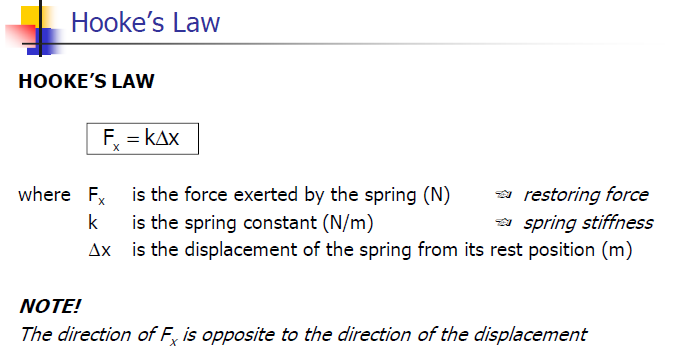 Hooke's Law
HOOKE'S LAW
Fₓ = kΔx
where Fₓ is the force exerted by the spring (N) ☜ restoring force
k is the spring constant (N/m) ☜ spring stiffness
Δx is the displacement of the spring from its rest position (m)
NOTE!
The direction of Fₓ is opposite to the direction of the displacement